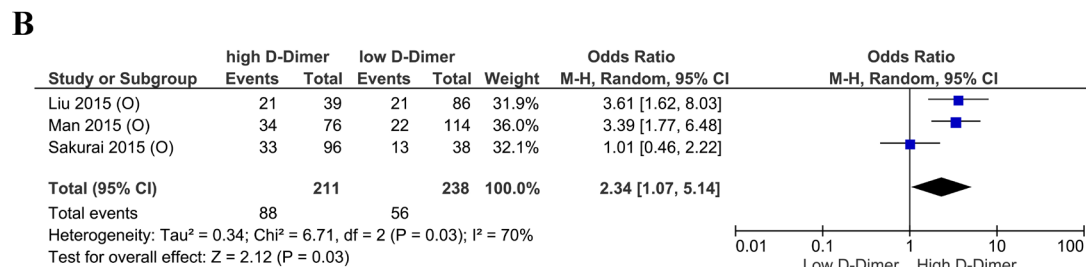 B
high D-Dimer low D-Dimer Odds Ratio Odds Ratio
Study or Subgroup Events Total Events Total Weight M-H, Random, 95% CI M-H, Random, 95% CI
Liu 2015 (O) 21 39 21 86 31.9% 3.61 [1.62, 8.03]
Man 2015 (O) 34 76 22 114 36.0% 3.39 [1.77, 6.48]
Sakurai 2015 (O) 33 96 13 38 32.1% 1.01 [0.46, 2.22]
Total (95% CI) 211 238 100.0% 2.34 [1.07, 5.14]
Total events 88 56
Heterogeneity: Tau² = 0.34; Chi² = 6.71, df = 2 (P = 0.03); I² = 70%
Test for overall effect: Z = 2.12 (P = 0.03)
0.01 0.1 1 10 100
Low D-Dimer High D-Dimer